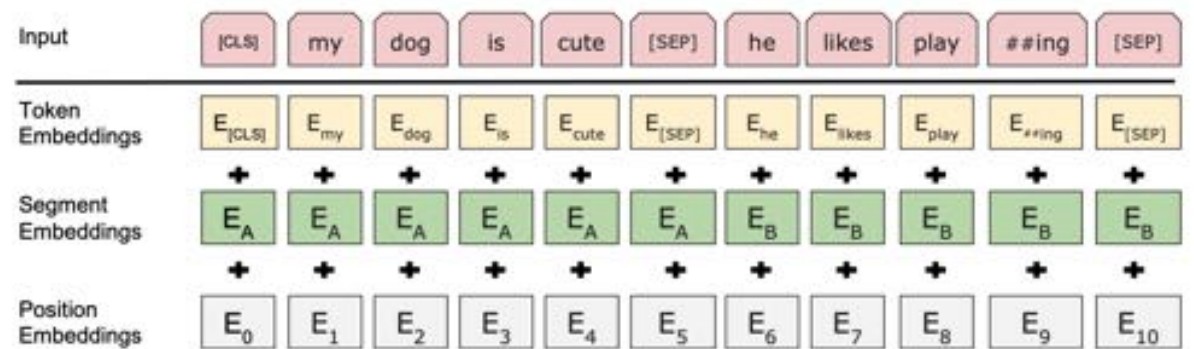 Input [CLS] my dog is cute [SEP] he likes play ##ing [SEP]
Token
Embeddings
E[CLS] Emy Edog Eis Ecute E[SEP] Ehe Elikes Eplay E##ing E[SEP]
+ + + + + + + + + + +
Segment
Embeddings
EA EA EA EA EA EA EB EB EB EB EB
+ + + + + + + + + + +
Position
Embeddings
E0 E1 E2 E3 E4 E5 E6 E7 E8 E9 E10